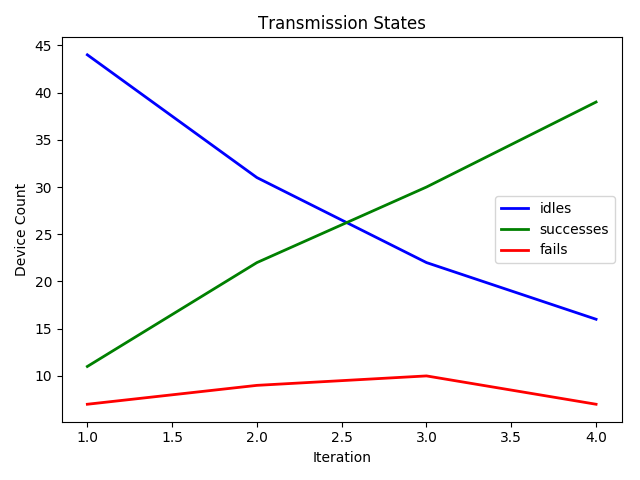 Transmission States
45
40
35
30
25
20
15
10
Device Count
idles
successes
fails
1.0 1.5 2.0 2.5 3.0 3.5 4.0
Iteration